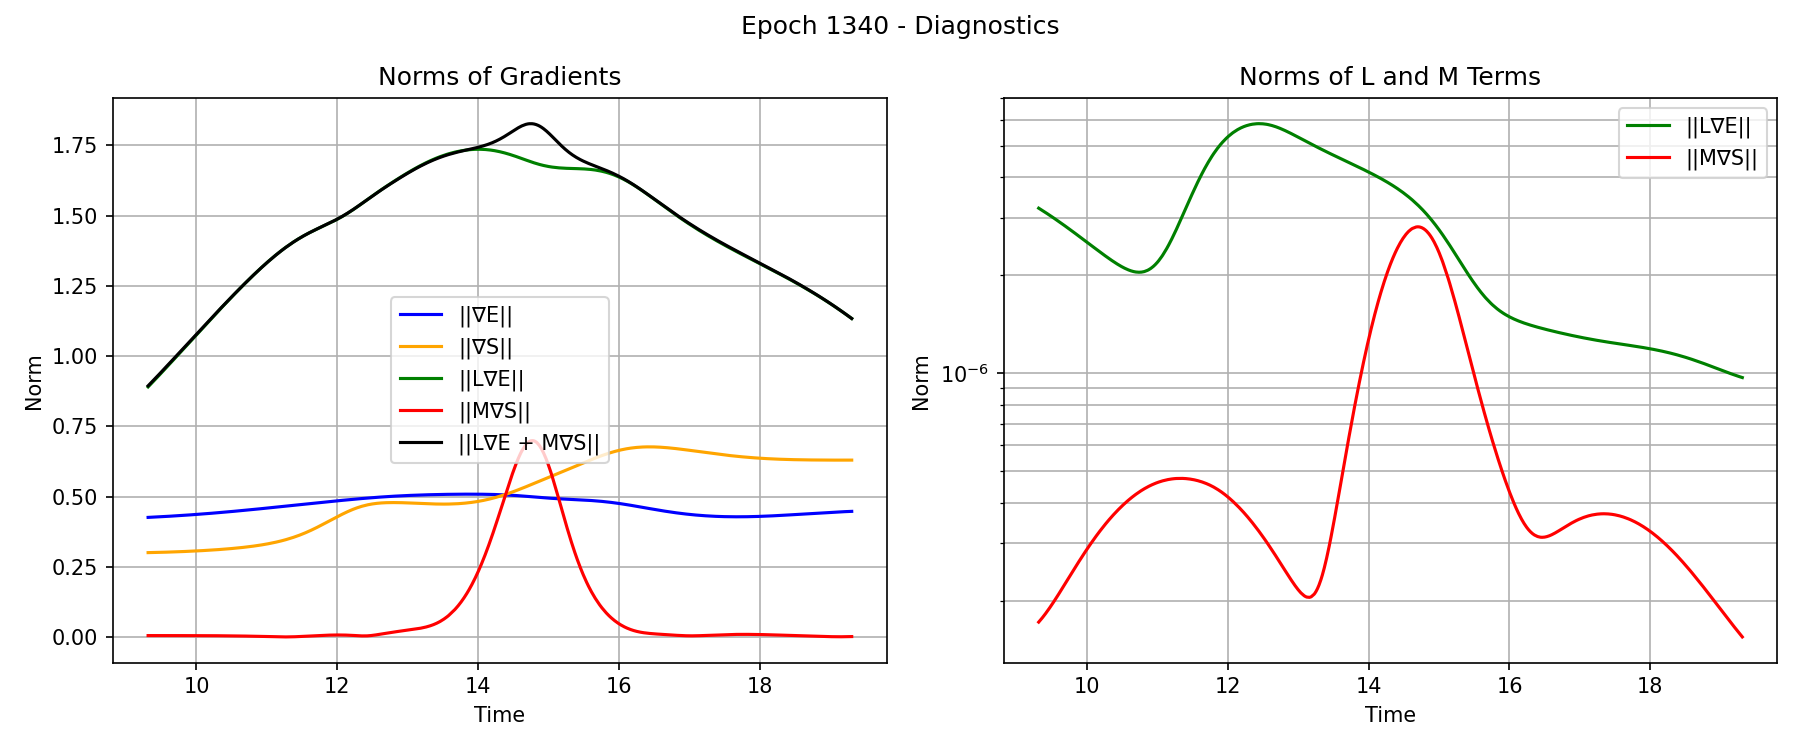 Epoch 1340 - Diagnostics
Norms of Gradients
Norm
1.75
1.50
1.25
1.00
0.75
0.50
0.25
0.00
||∇E||
||∇S||
||L∇E||
||M∇S||
||L∇E + M∇S||
10 12 14 16 18
Time
Norms of L and M Terms
Norm
10⁻⁶
||L∇E||
||M∇S||
10 12 14 16 18
Time